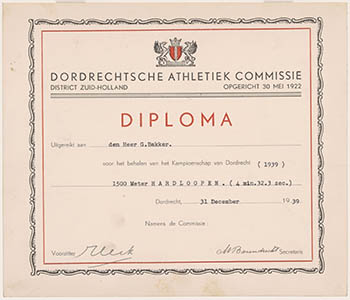 DORDRECHTSCHE ATHLETIEK COMMISSIE
DISTRICT ZUID-HOLLAND OPGERICHT 30 MEI 1922
DIPLOMA
Uitgereikt aan den Heer G.Bakker.
voor het behalen van het Kampioenschap van Dordrecht ( 1939 )
1500 Meter HARDLOOPEN. ( 4 min.32.3 sec.)
Dordrecht, 31 December 1939
Namens de Commissie:
Voorzitter Secretaris